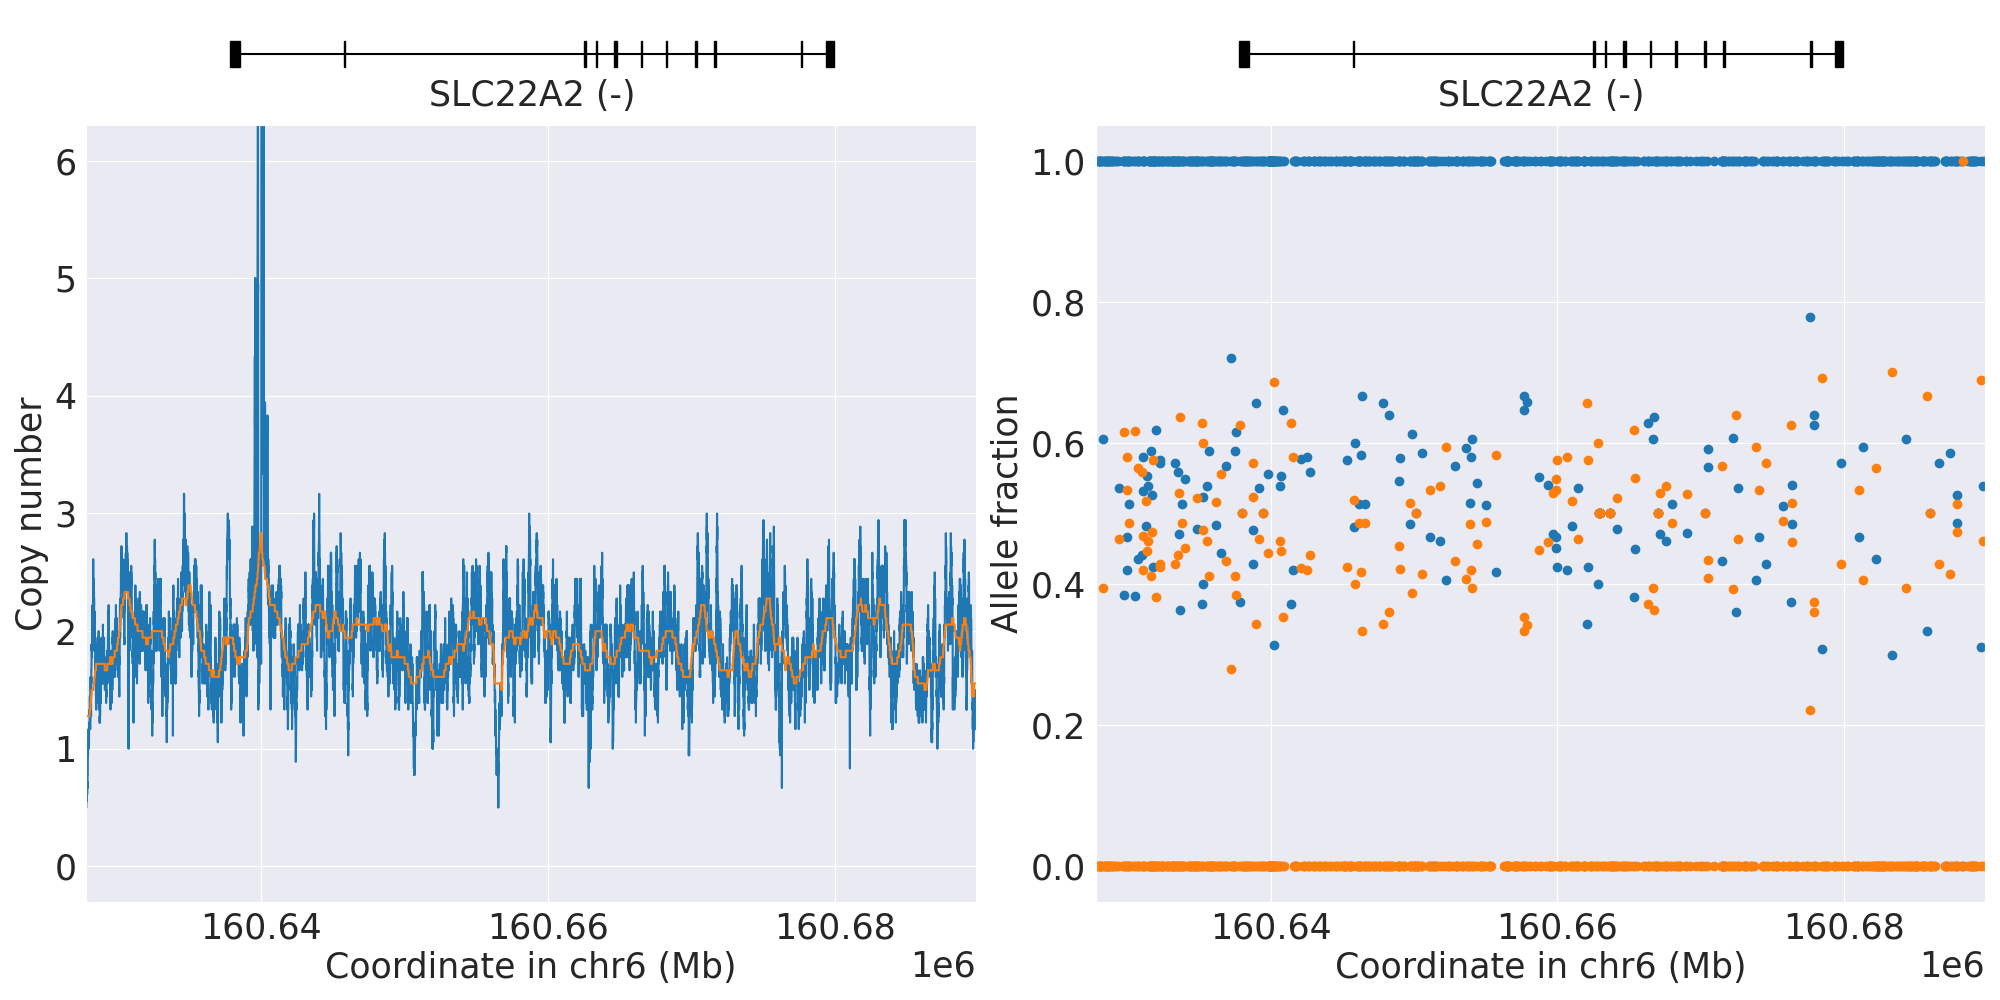 SLC22A2 (-)
6
5
4
3
2
1
0
Copy number
160.64 160.66 160.68
Coordinate in chr6 (Mb) 1e6
SLC22A2 (-)
1.0
0.8
0.6
0.4
0.2
0.0
Allele fraction
160.64 160.66 160.68
Coordinate in chr6 (Mb) 1e6